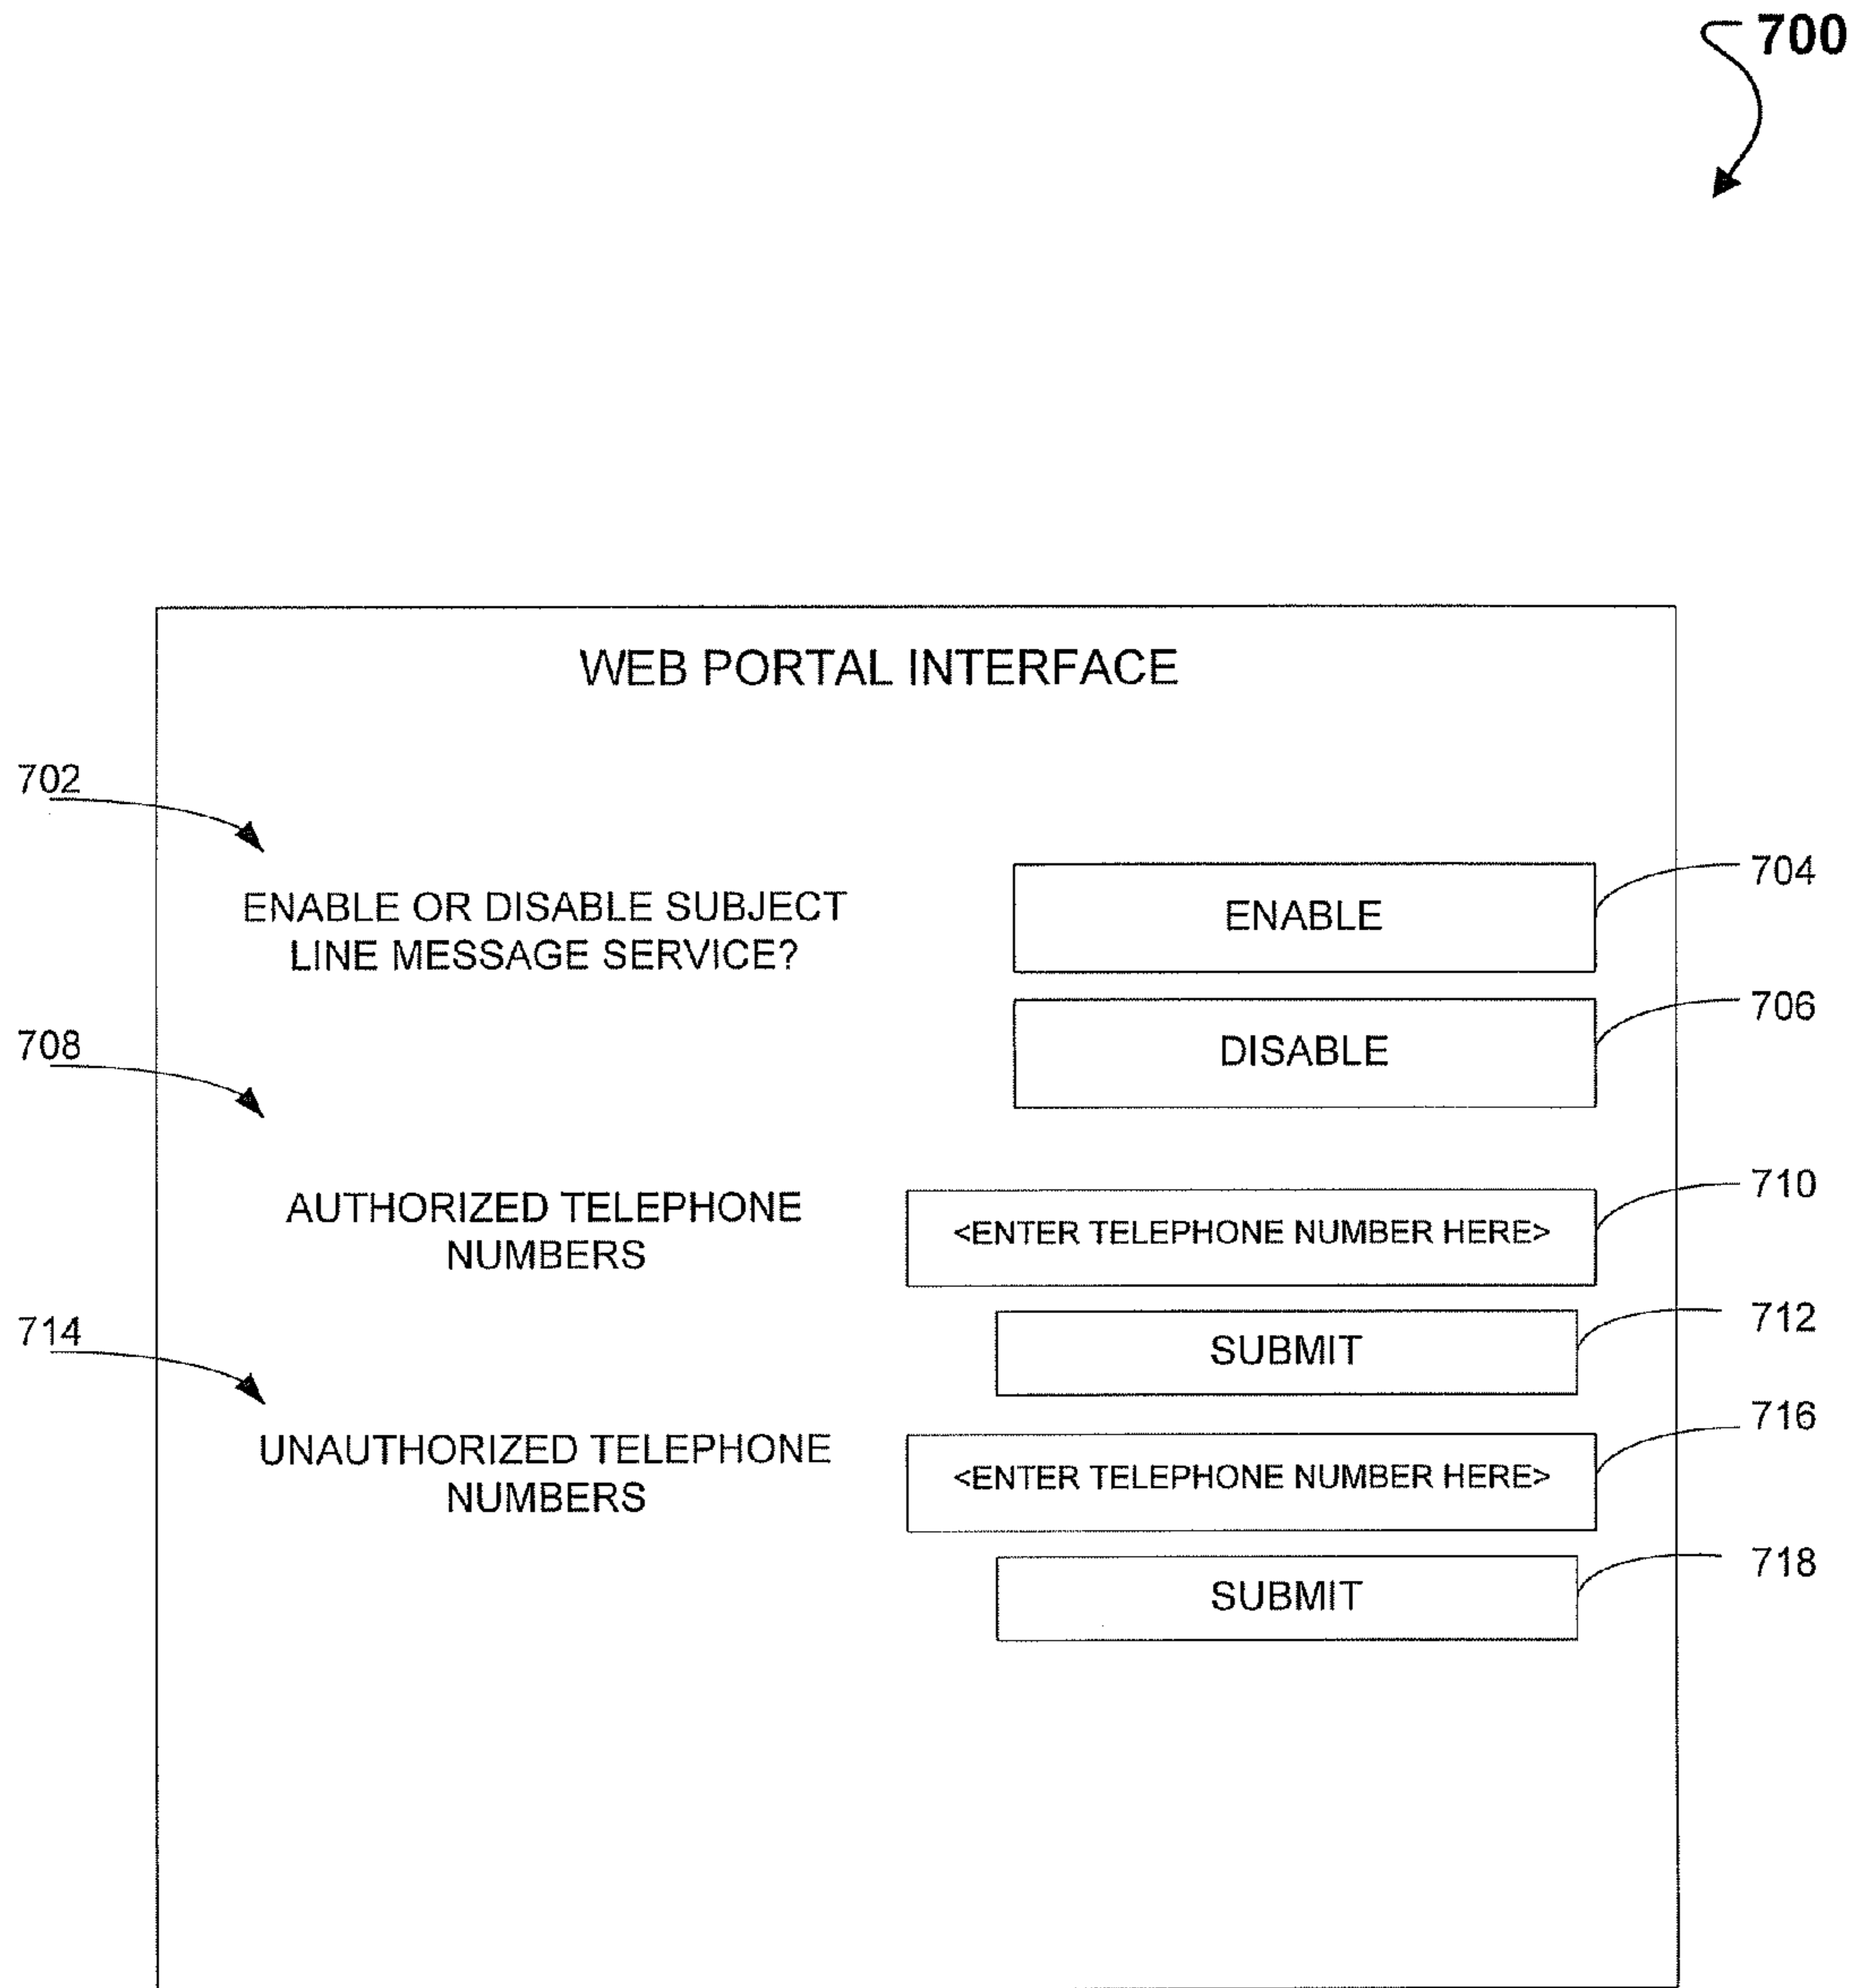 700
WEB PORTAL INTERFACE
702
ENABLE OR DISABLE SUBJECT
LINE MESSAGE SERVICE?
ENABLE
704
DISABLE
706
708
AUTHORIZED TELEPHONE
NUMBERS
<ENTER TELEPHONE NUMBER HERE>
710
SUBMIT
712
714
UNAUTHORIZED TELEPHONE
NUMBERS
<ENTER TELEPHONE NUMBER HERE>
716
SUBMIT
718